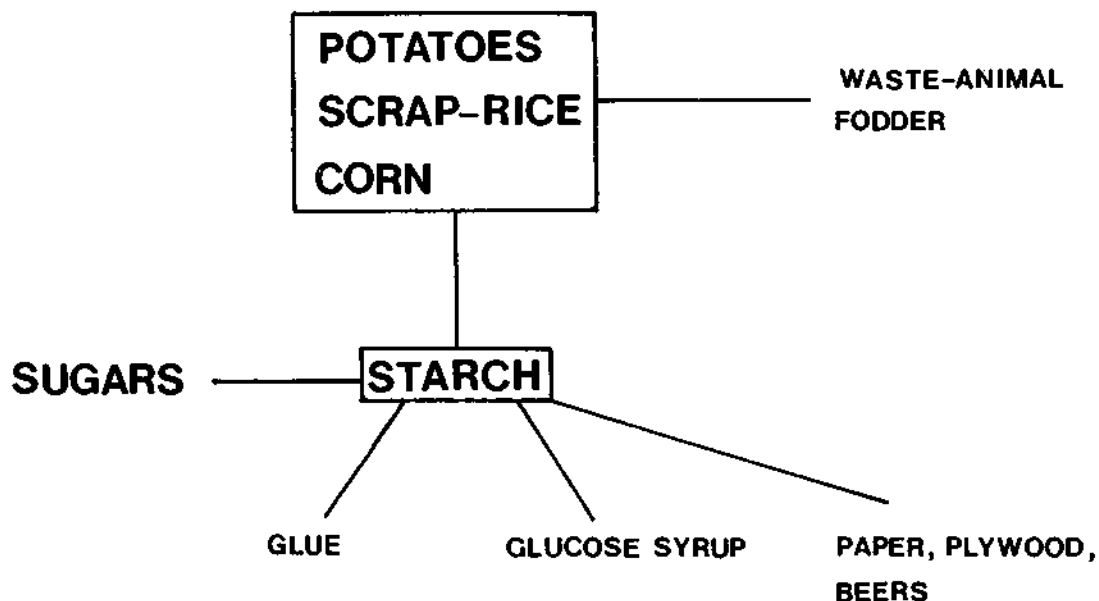 POTATOES
SCRAP-RICE
CORN
WASTE-ANIMAL
FODDER
SUGARS
STARCH
GLUE
GLUCOSE SYRUP
PAPER, PLYWOOD,
BEERS